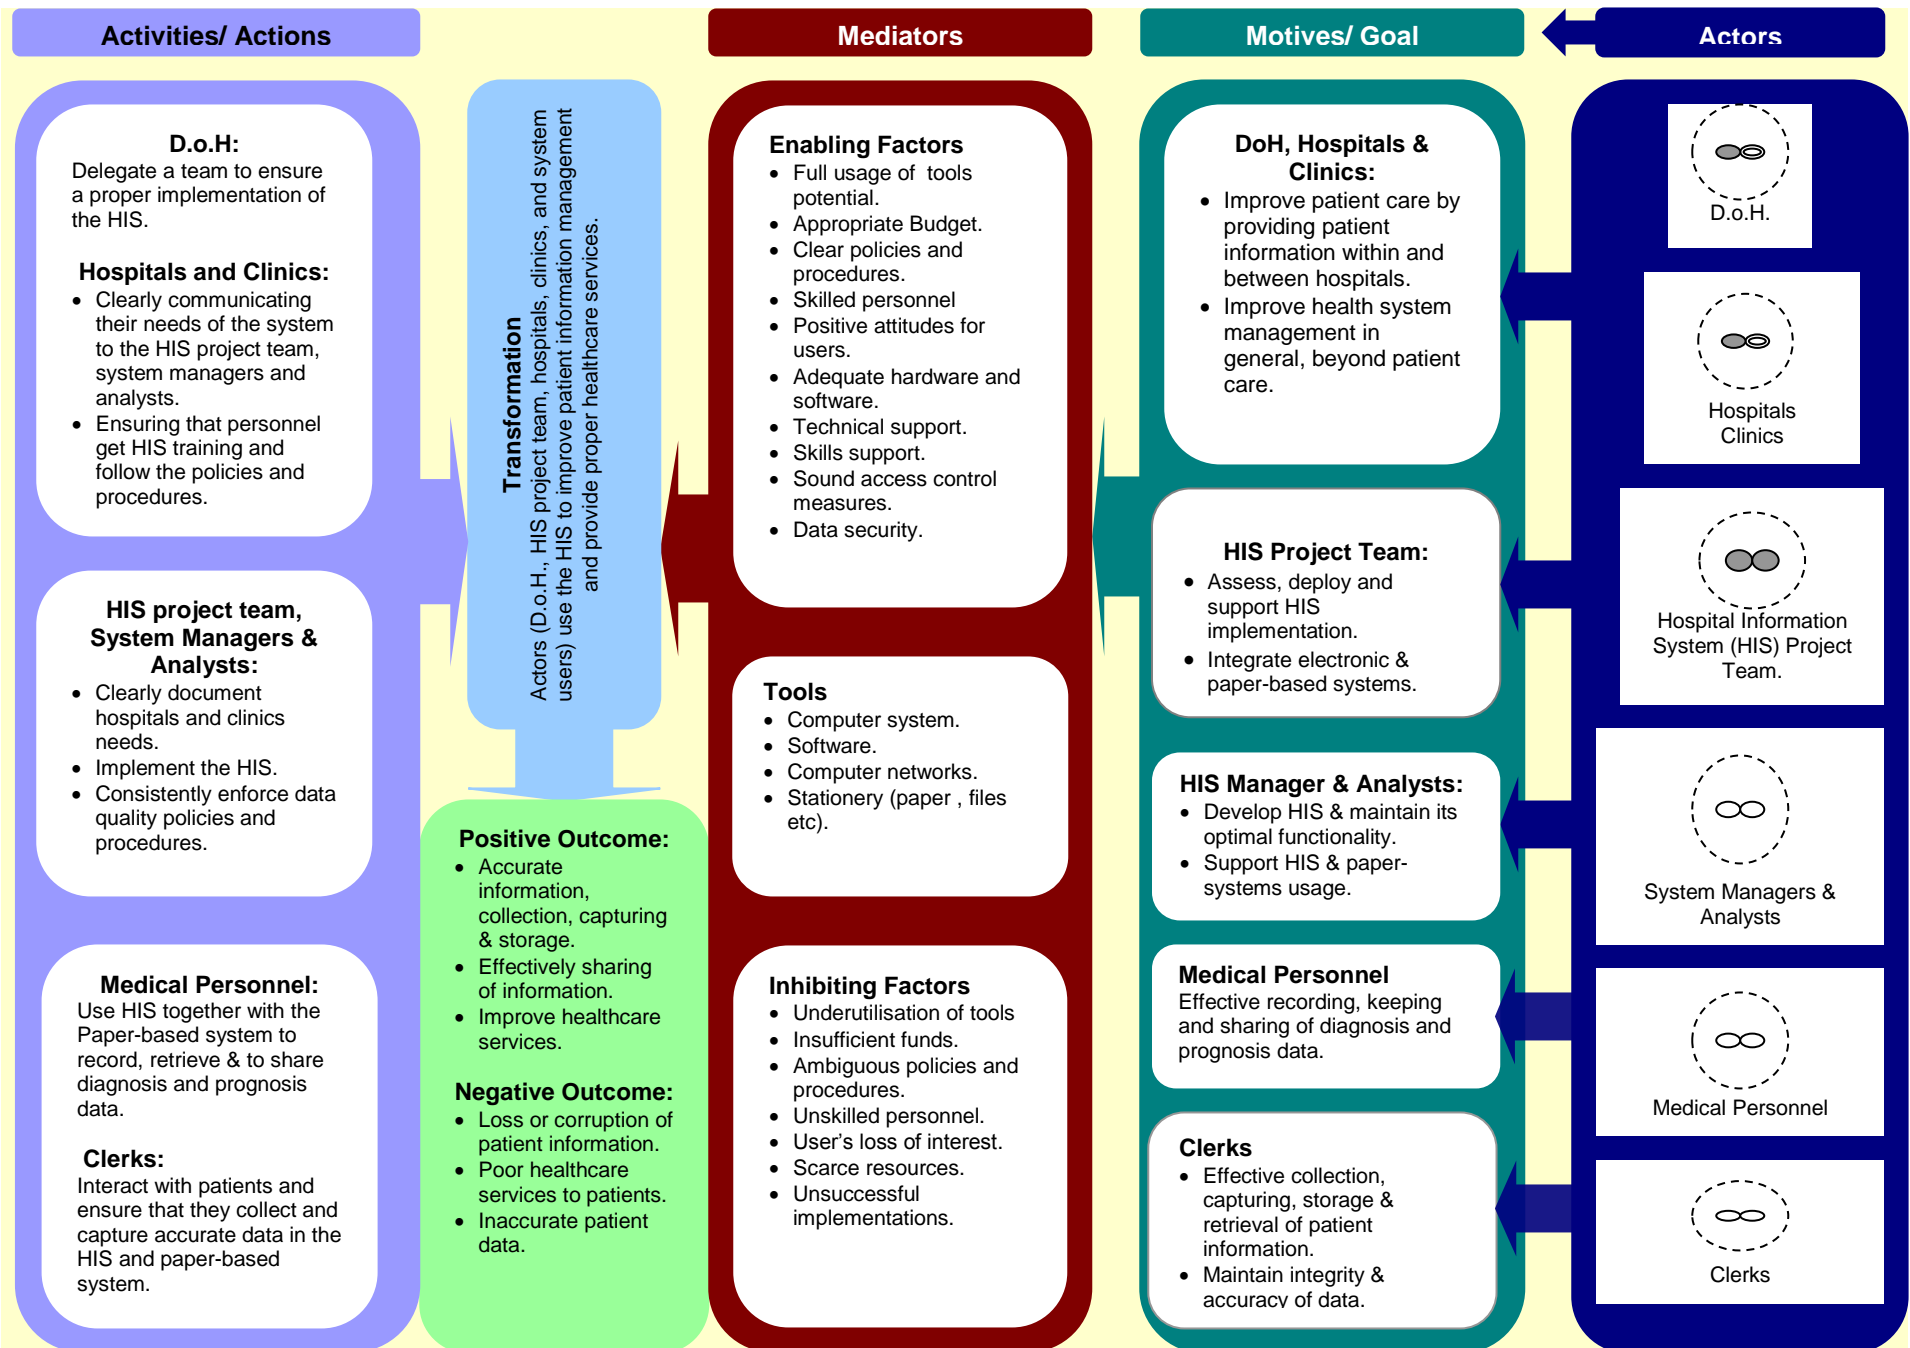 Activities/ Actions
Mediators
Motives/ Goal
Actors
D.o.H:
Delegate a team to ensure
a proper implementation of
the HIS.
Hospitals and Clinics:
• Clearly communicating
their needs of the system
to the HIS project team,
system managers and
analysts.
• Ensuring that personnel
get HIS training and
follow the policies and
procedures.
HIS project team,
System Managers &
Analysts:
• Clearly document
hospitals and clinics
needs.
• Implement the HIS.
• Consistently enforce data
quality policies and
procedures.
Medical Personnel:
Use HIS together with the
Paper-based system to
record, retrieve & to share
diagnosis and prognosis
data.
Clerks:
Interact with patients and
ensure that they collect and
capture accurate data in the
HIS and paper-based
system.
Transformation
Actors (D.o.H., HIS project team, hospitals, clinics, and system
users) use the HIS to improve patient information management
and provide proper healthcare services.
Positive Outcome:
• Accurate
information,
collection, capturing
& storage.
• Effectively sharing
of information.
• Improve healthcare
services.
Negative Outcome:
• Loss or corruption of
patient information.
• Poor healthcare
services to patients.
• Inaccurate patient
data.
Enabling Factors
• Full usage of tools
potential.
• Appropriate Budget.
• Clear policies and
procedures.
• Skilled personnel
• Positive attitudes for
users.
• Adequate hardware and
software.
• Technical support.
• Skills support.
• Sound access control
measures.
• Data security.
Tools
• Computer system.
• Software.
• Computer networks.
• Stationery (paper , files
etc).
Inhibiting Factors
• Underutilisation of tools
• Insufficient funds.
• Ambiguous policies and
procedures.
• Unskilled personnel.
• User’s loss of interest.
• Scarce resources.
• Unsuccessful
implementations.
DoH, Hospitals &
Clinics:
• Improve patient care by
providing patient
information within and
between hospitals.
• Improve health system
management in
general, beyond patient
care.
HIS Project Team:
• Assess, deploy and
support HIS
implementation.
• Integrate electronic &
paper-based systems.
HIS Manager & Analysts:
• Develop HIS & maintain its
optimal functionality.
• Support HIS & paper-
systems usage.
Medical Personnel
Effective recording, keeping
and sharing of diagnosis and
prognosis data.
Clerks
• Effective collection,
capturing, storage &
retrieval of patient
information.
• Maintain integrity &
accuracy of data.
D.o.H.
Hospitals
Clinics
Hospital Information
System (HIS) Project
Team.
System Managers &
Analysts
Medical Personnel
Clerks